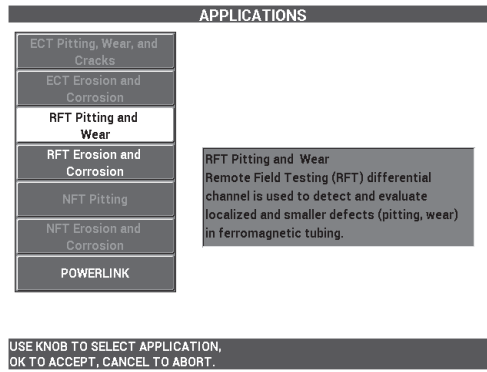 APPLICATIONS
ECT Pitting, Wear, and
Cracks
ECT Erosion and
Corrosion
RFT Pitting and
Wear
RFT Erosion and
Corrosion
NFT Pitting
NFT Erosion and
Corrosion
POWERLINK
RFT Pitting and Wear
Remote Field Testing (RFT) differential
channel is used to detect and evaluate
localized and smaller defects (pitting, wear)
in ferromagnetic tubing.
USE KNOB TO SELECT APPLICATION,
OK TO ACCEPT, CANCEL TO ABORT.